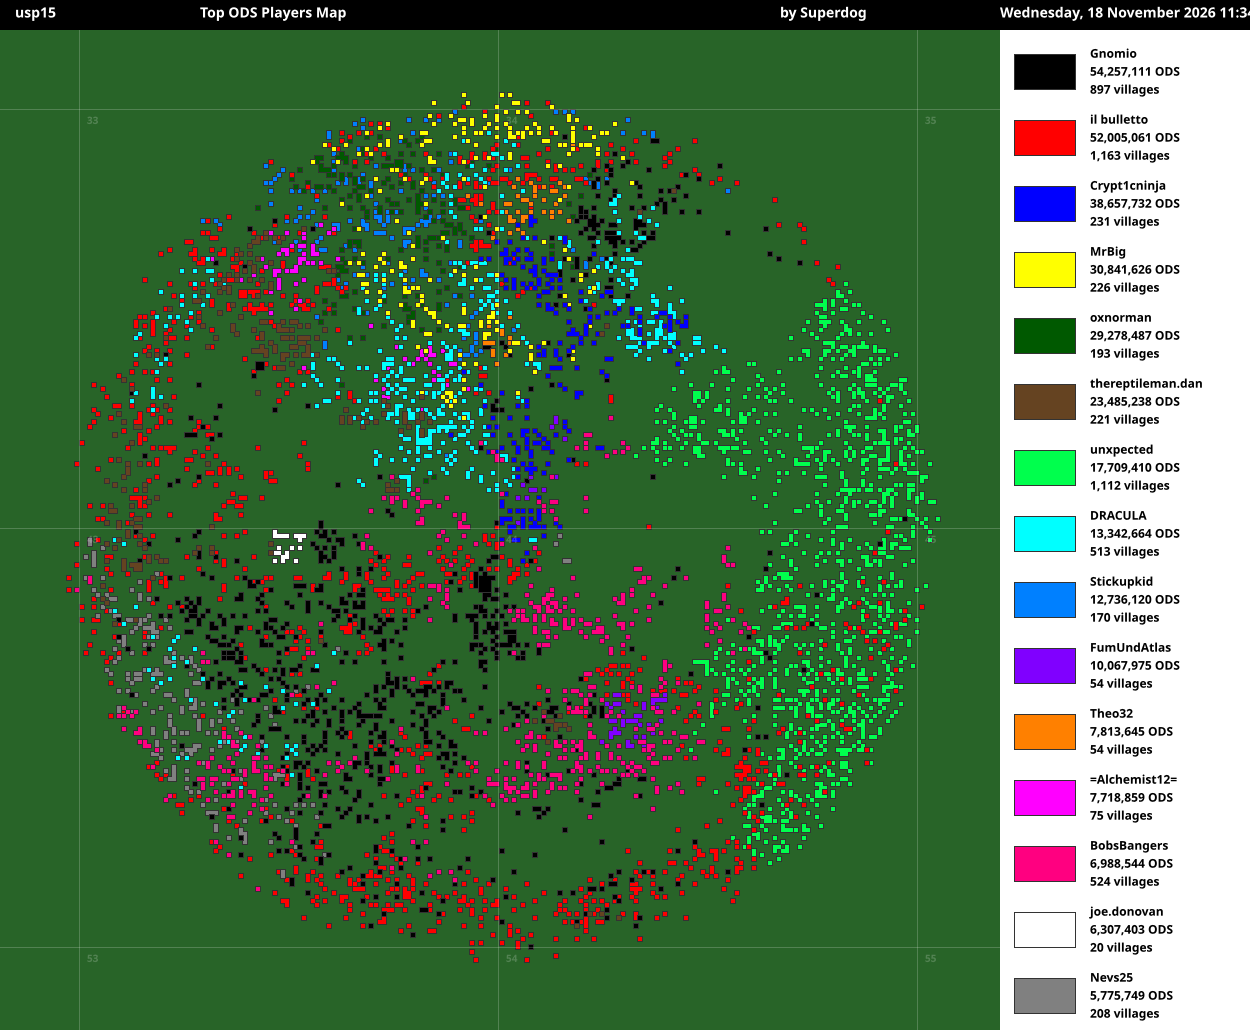 usp15 Top ODS Players Map by Superdog Wednesday, 18 November 2026 11:34
33 34 35
53 54 55
Gnomio
54,257,111 ODS
897 villages
il bulletto
52,005,061 ODS
1,163 villages
Crypt1cninja
38,657,732 ODS
231 villages
MrBig
30,841,626 ODS
226 villages
oxnorman
29,278,487 ODS
193 villages
thereptileman.dan
23,485,238 ODS
221 villages
unxpected
17,709,410 ODS
1,112 villages
DRACULA
13,342,664 ODS
513 villages
Stickupkid
12,736,120 ODS
170 villages
FumUndAtlas
10,067,975 ODS
54 villages
Theo32
7,813,645 ODS
54 villages
=Alchemist12=
7,718,859 ODS
75 villages
BobsBangers
6,988,544 ODS
524 villages
joe.donovan
6,307,403 ODS
20 villages
Nevs25
5,775,749 ODS
208 villages